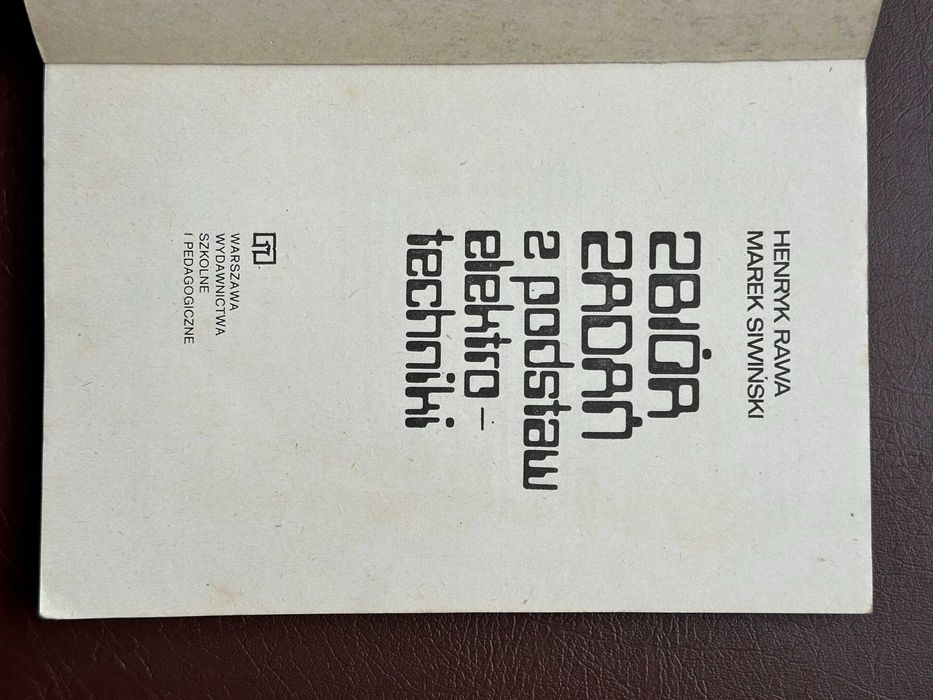 HENRYK RAWA
MAREK SIWIŃSKI
ZBIÓR
ZADAŃ
z podstaw
elektro-
techniki
WARSZAWA
WYDAWNICTWA
SZKOLNE
I PEDAGOGICZNE